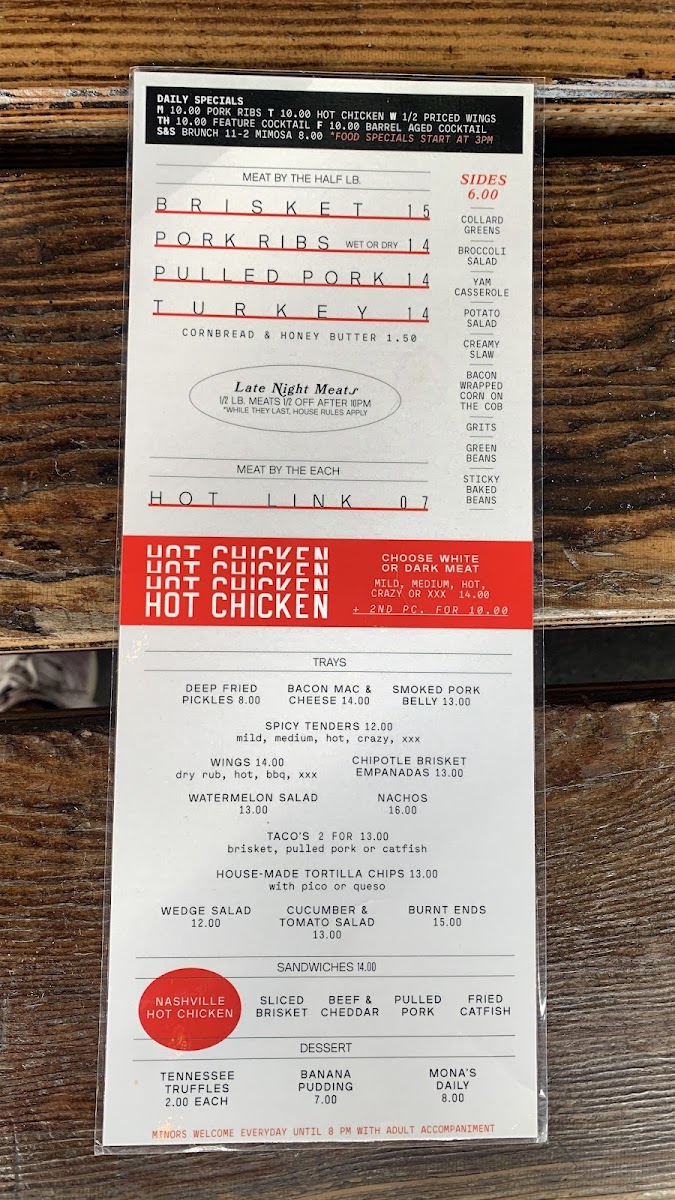 DAILY SPECIALS
M 10.00 PORK RIBS T 10.00 HOT CHICKEN W 1/2 PRICED WINGS
TH 10.00 FEATURE COCKTAIL F 10.00 BARREL AGED COCKTAIL
S&S BRUNCH 11-2 MIMOSA 8.00 *FOOD SPECIALS START AT 3PM
MEAT BY THE HALF LB.
BRISKET 15
PORK RIBS WET OR DRY 14
PULLED PORK 14
TURKEY 14
CORNBREAD & HONEY BUTTER 1.50
Late Night Meats
1/2 LB. MEATS 1/2 OFF AFTER 10PM
*WHILE THEY LAST, HOUSE RULES APPLY
MEAT BY THE EACH
HOT LINK 07
SIDES
6.00
COLLARD
GREENS
BROCCOLI
SALAD
YAM
CASSEROLE
POTATO
SALAD
CREAMY
SLAW
BACON
WRAPPED
CORN ON
THE COB
GRITS
GREEN
BEANS
STICKY
BAKED
BEANS
HOT CHICKEN
HOT CHICKEN
HOT CHICKEN
HOT CHICKEN
CHOOSE WHITE
OR DARK MEAT
MILD, MEDIUM, HOT,
CRAZY OR XXX 14.00
+ 2ND PC. FOR 10.00
TRAYS
DEEP FRIED
PICKLES 8.00
BACON MAC &
CHEESE 14.00
SMOKED PORK
BELLY 13.00
SPICY TENDERS 12.00
mild, medium, hot, crazy, xxx
WINGS 14.00
dry rub, hot, bbq, xxx
CHIPOTLE BRISKET
EMPANADAS 13.00
WATERMELON SALAD
13.00
NACHOS
16.00
TACO'S 2 FOR 13.00
brisket, pulled pork or catfish
HOUSE-MADE TORTILLA CHIPS 13.00
with pico or queso
WEDGE SALAD
12.00
CUCUMBER &
TOMATO SALAD
13.00
BURNT ENDS
15.00
SANDWICHES 14.00
NASHVILLE
HOT CHICKEN
SLICED
BRISKET
BEEF &
CHEDDAR
PULLED
PORK
FRIED
CATFISH
DESSERT
TENNESSEE
TRUFFLES
2.00 EACH
BANANA
PUDDING
7.00
MONA'S
DAILY
8.00
MINORS WELCOME EVERYDAY UNTIL 8 PM WITH ADULT ACCOMPANIMENT